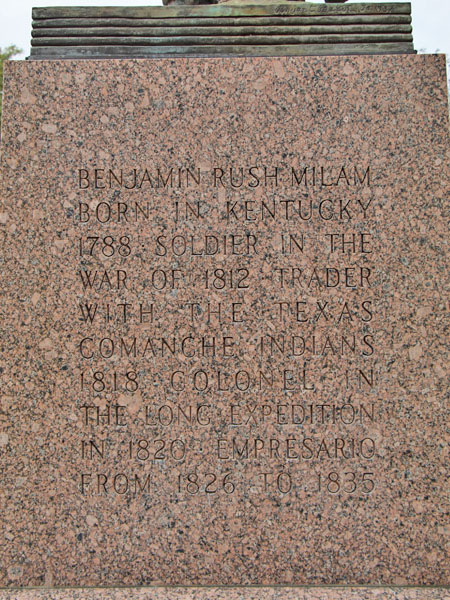 BENJAMIN RUSH MILAM
BORN IN KENTUCKY
1788 SOLDIER IN THE
WAR OF 1812 TRADER
WITH THE TEXAS
COMANCHE INDIANS
1818 COLONEL IN
THE LONG EXPEDITION
IN 1820 EMPRESARIO
FROM 1826 TO 1835